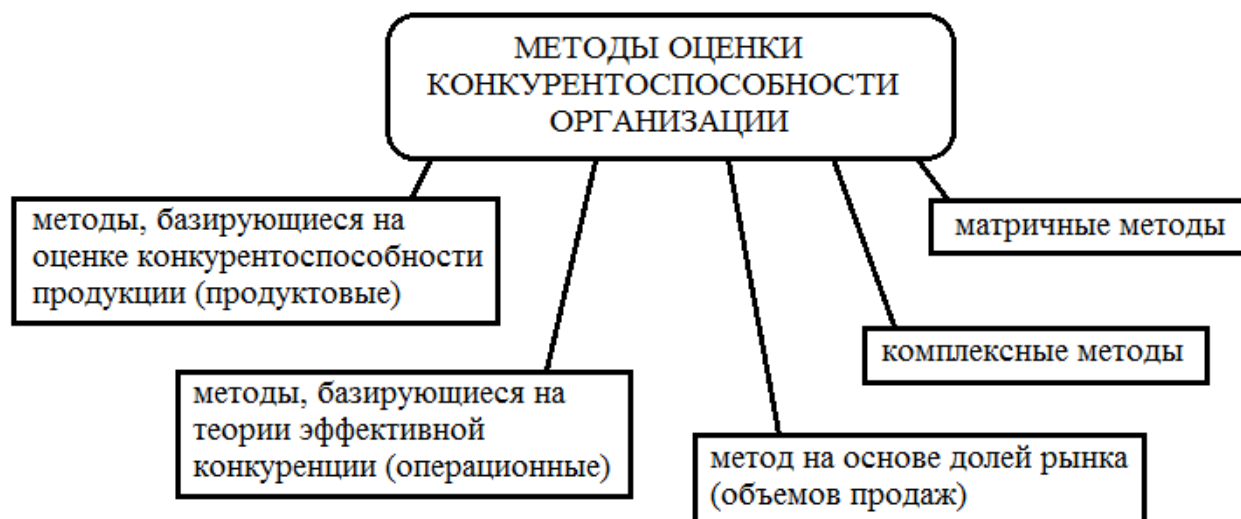 МЕТОДЫ ОЦЕНКИ
КОНКУРЕНТОСПОСОБНОСТИ
ОРГАНИЗАЦИИ
методы, базирующиеся на
оценке конкурентоспособности
продукции (продуктовые)
методы, базирующиеся на
теории эффективной
конкуренции (операционные)
метод на основе долей рынка
(объемов продаж)
комплексные методы
матричные методы